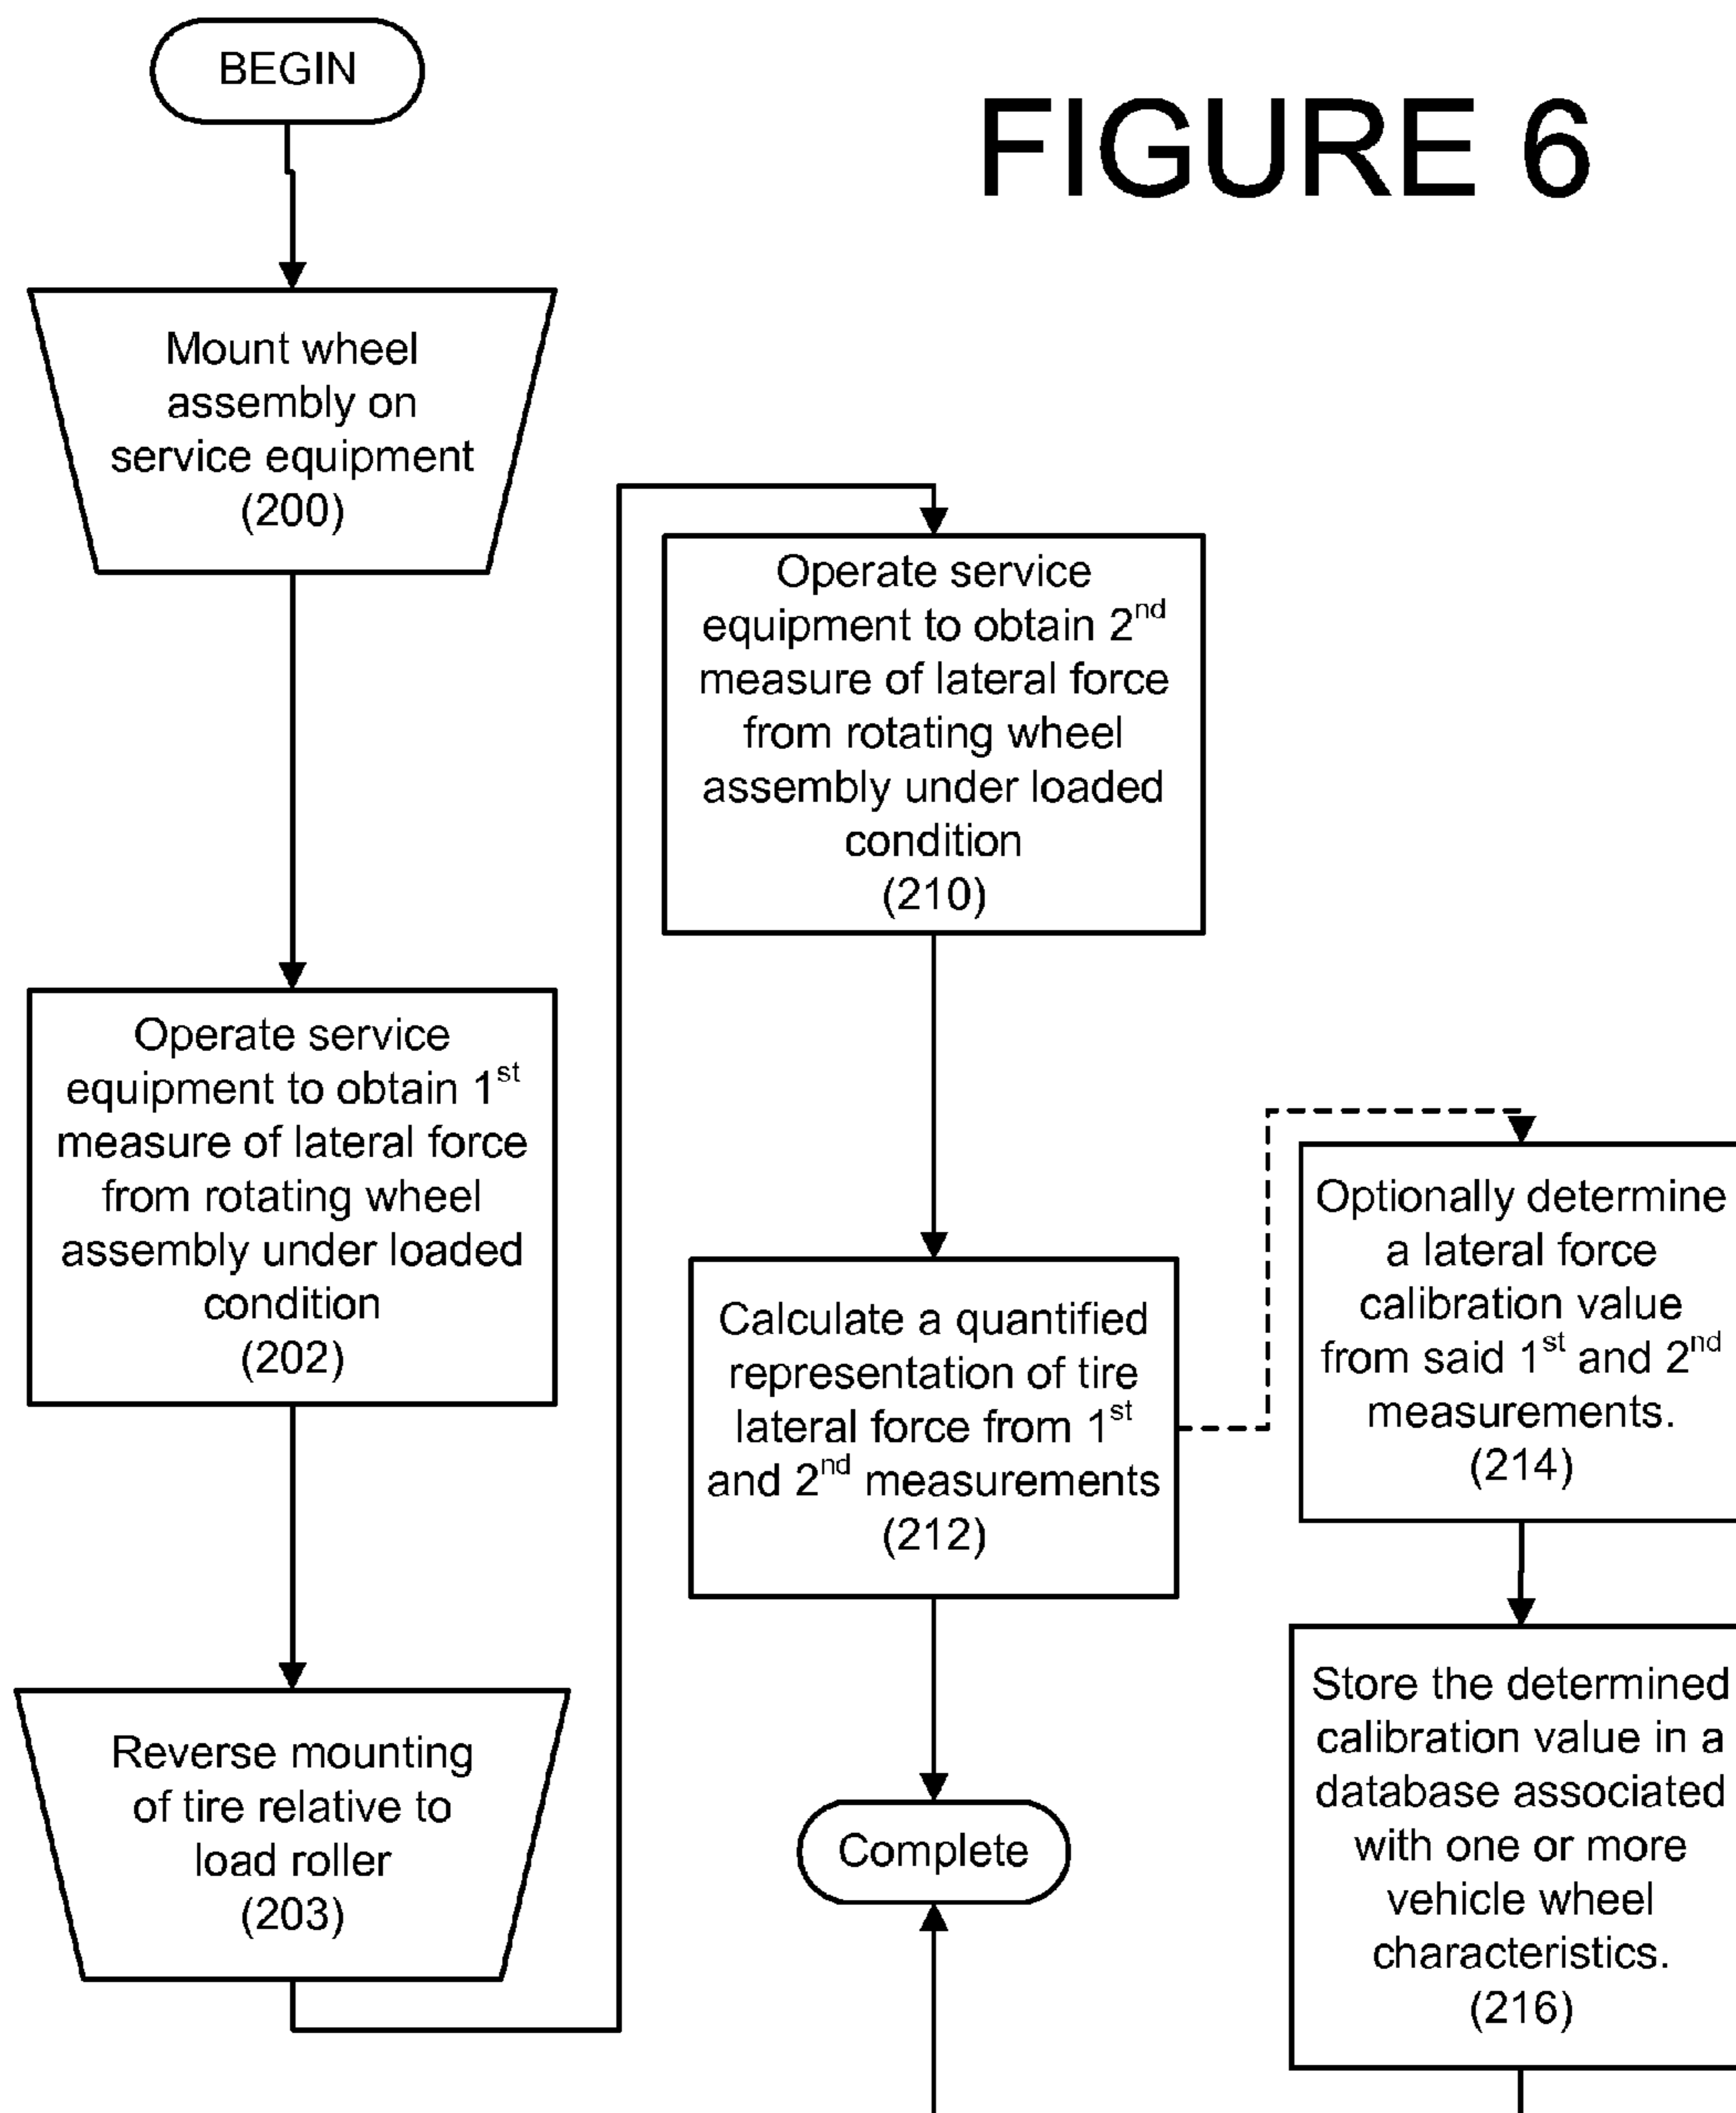 BEGIN
FIGURE 6
Mount wheel
assembly on
service equipment
(200)
Operate service
equipment to obtain 1st
measure of lateral force
from rotating wheel
assembly under loaded
condition
(202)
Reverse mounting
of tire relative to
load roller
(203)
Operate service
equipment to obtain 2nd
measure of lateral force
from rotating wheel
assembly under loaded
condition
(210)
Calculate a quantified
representation of tire
lateral force from 1st
and 2nd measurements
(212)
Complete
Optionally determine
a lateral force
calibration value
from said 1st and 2nd
measurements.
(214)
Store the determined
calibration value in a
database associated
with one or more
vehicle wheel
characteristics.
(216)